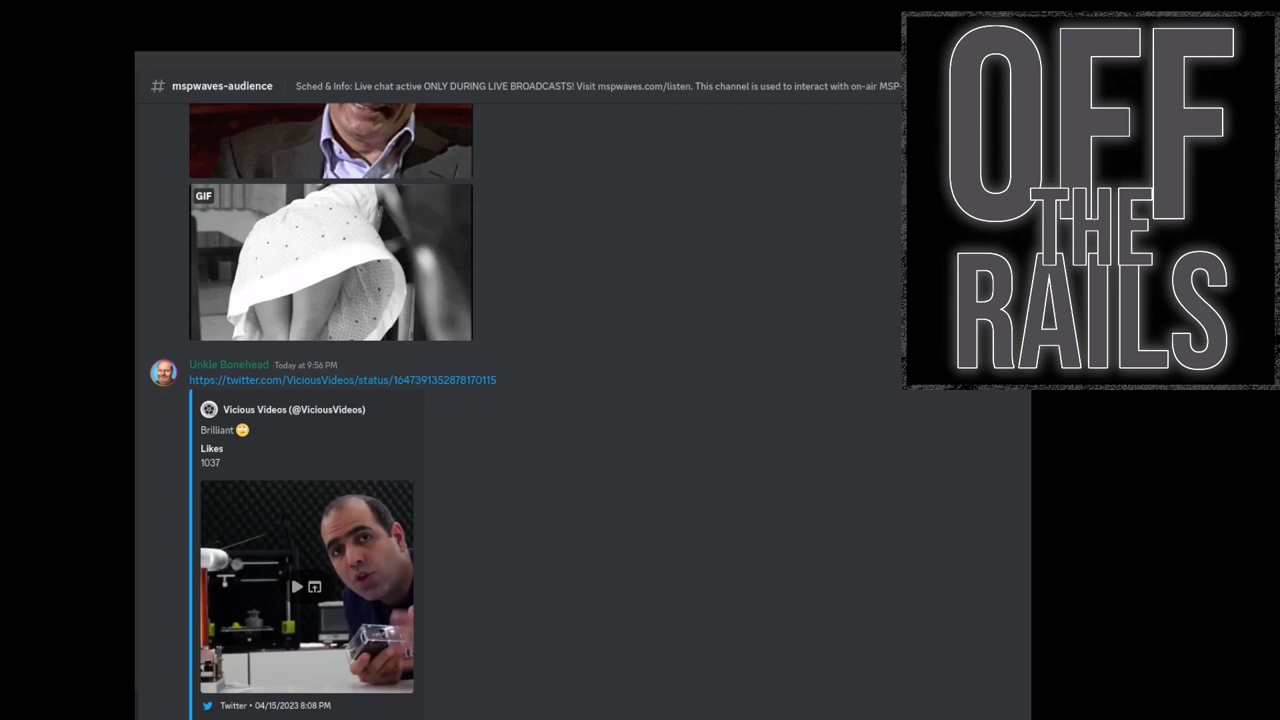 # mspwaves-audience
Sched & Info: Live chat active ONLY DURING LIVE BROADCASTS! Visit mspwaves.com/listen. This channel is used to interact with on-air MSP-
OFF
THE
RAILS
GIF
Unkle Bonehead Today at 9:56 PM
https://twitter.com/ViciousVideos/status/1647391352878170115
Vicious Videos (@ViciousVideos)
Brilliant 🙄
Likes
1037
Twitter • 04/15/2023 8:08 PM